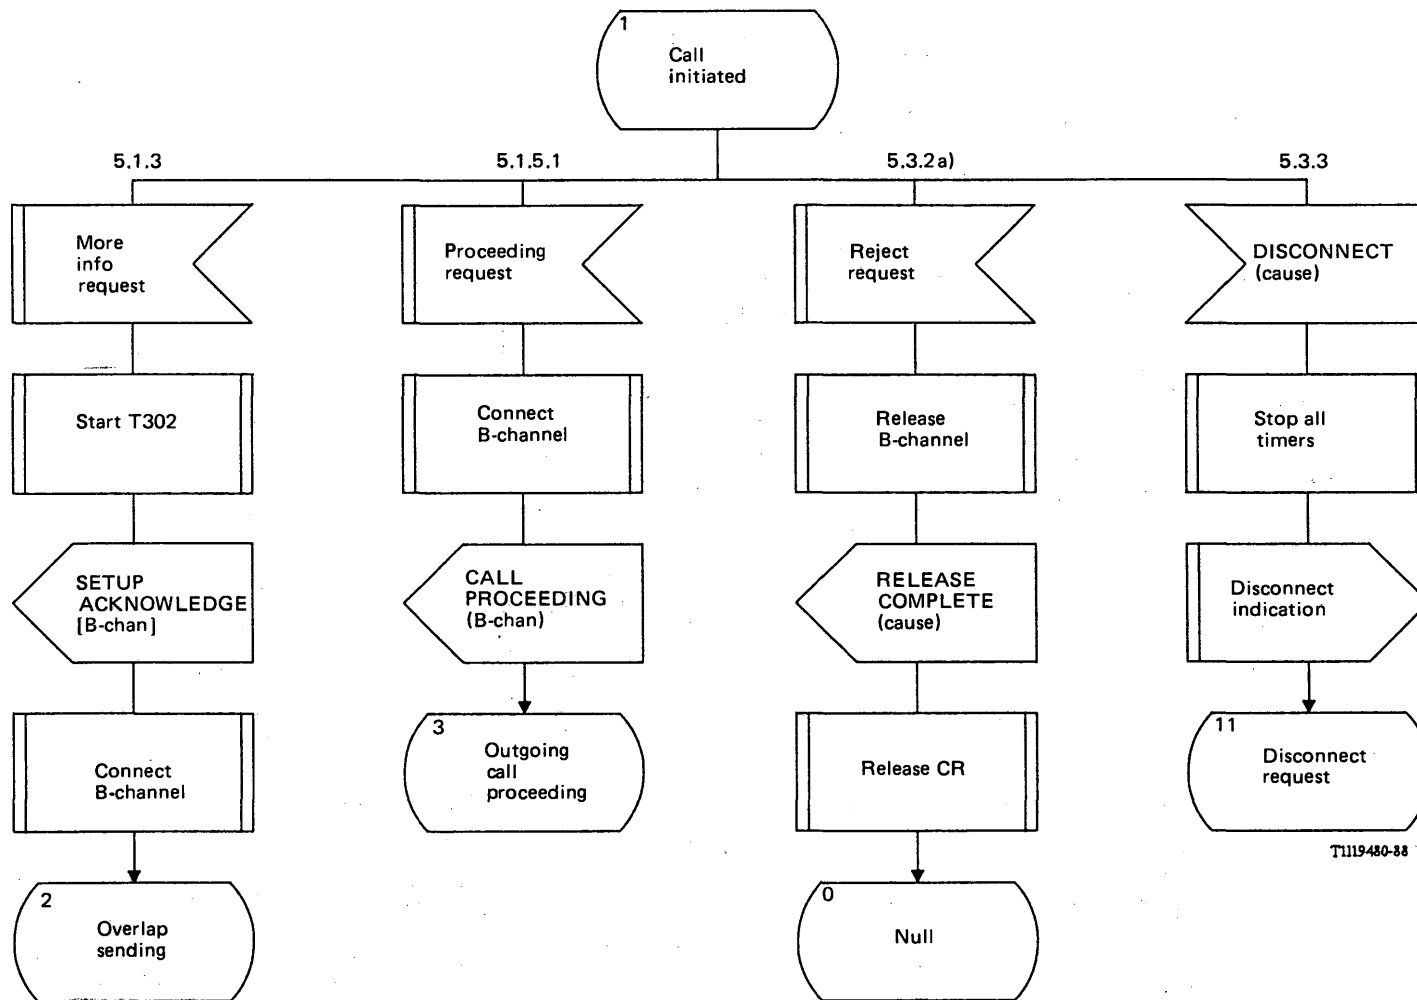 1
Call
initiated
5.1.3
5.1.5.1
5.3.2a)
5.3.3
More
info
request
Proceeding
request
Reject
request
DISCONNECT
(cause)
Start T302
Connect
B-channel
Release
B-channel
Stop all
timers
SETUP
ACKNOWLEDGE
[B-chan]
CALL
PROCEEDING
(B-chan)
RELEASE
COMPLETE
(cause)
Disconnect
indication
Connect
B-channel
3
Outgoing
call
proceeding
Release CR
11
Disconnect
request
T1119480-88
2
Overlap
sending
0
Null